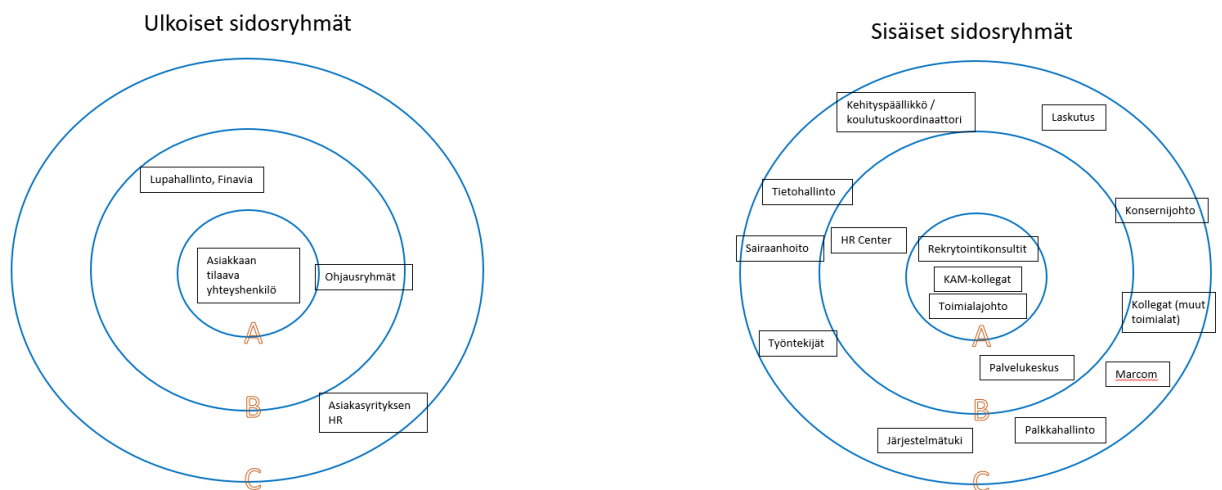 Ulkoiset sidosryhmät
Lupahallinto, Finavia
Asiakkaan
tilaava
yhteyshenkilö
Ohjausryhmät
A
Asiakasyrityksen
HR
B
C
Sisäiset sidosryhmät
Kehityspäällikkö /
koulutuskoordinaattori
Laskutus
Tietohallinto
Konsernijohto
HR Center
Sairaanhoito
Rekrytointikonsultit
KAM-kollegat
Toimialajohto
Kollegat (muut
toimialat)
A
Työntekijät
Palvelukeskus
Marcom
B
Palkkahallinto
Järjestelmätuki
C